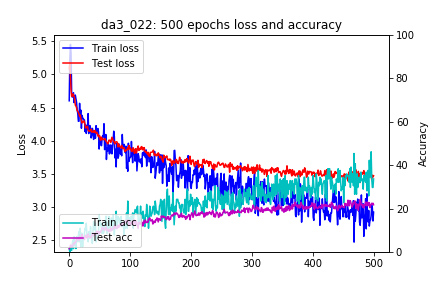 da3_022: 500 epochs loss and accuracy
Train loss
Test loss
Train acc
Test acc
Loss
5.5
5.0
4.5
4.0
3.5
3.0
2.5
Accuracy
100
80
60
40
20
0
0 100 200 300 400 500